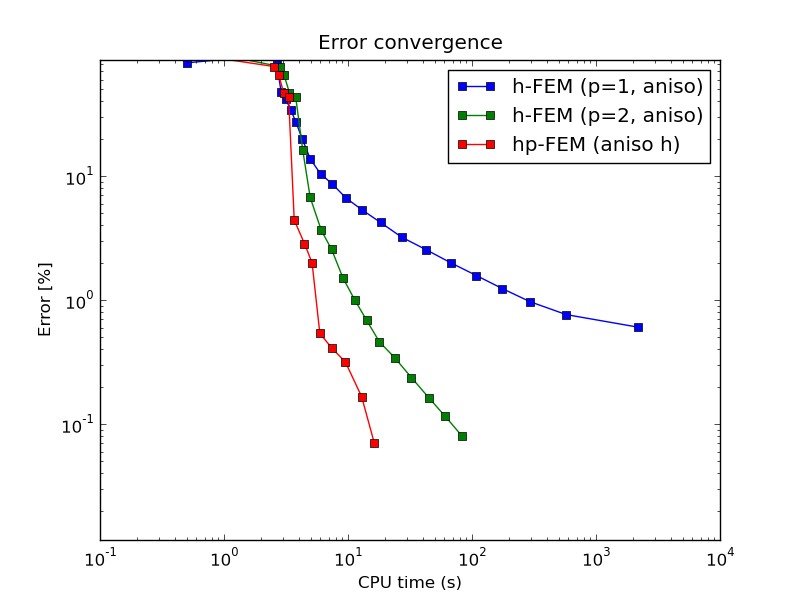 Error convergence
h-FEM (p=1, aniso)
h-FEM (p=2, aniso)
hp-FEM (aniso h)
Error [%]
10^1
10^0
10^-1
10^-1 10^0 10^1 10^2 10^3 10^4
CPU time (s)